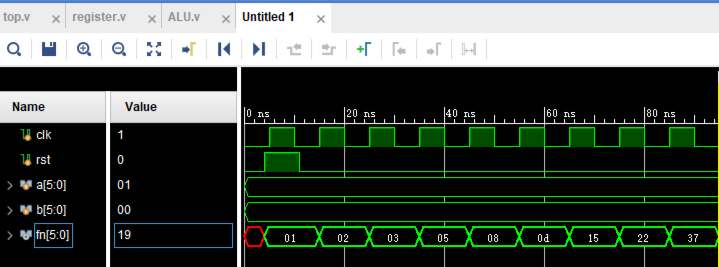 top.v × register.v × ALU.v × Untitled 1 ×
Name Value
0 ns 20 ns 40 ns 60 ns 80 ns
clk 1
rst 0
a[5:0] 01
b[5:0] 00
fn[5:0] 19 01 02 03 05 08 0d 15 22 37